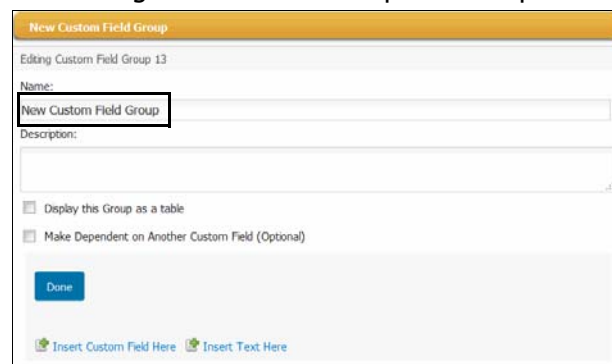 New Custom Field Group
Editing Custom Field Group 13
Name:
New Custom Field Group
Description:
Display this Group as a table
Make Dependent on Another Custom Field (Optional)
Done
Insert Custom Field Here Insert Text Here